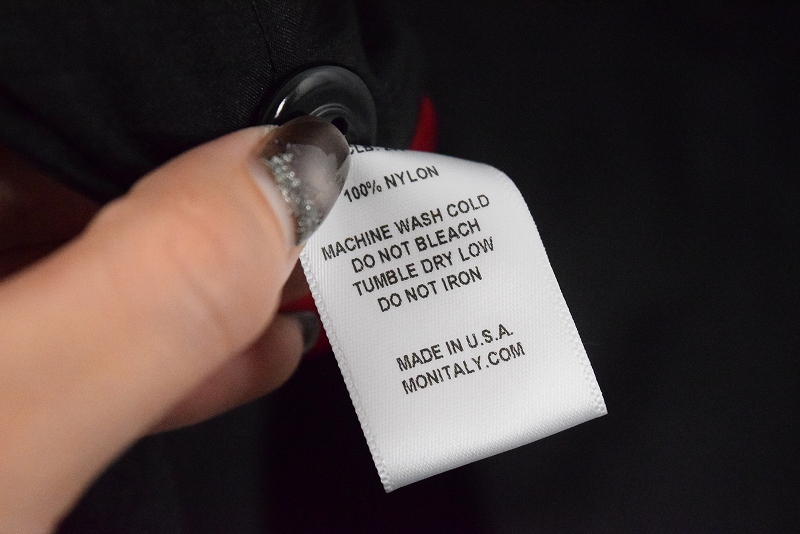 100% NYLON
MACHINE WASH COLD
DO NOT BLEACH
TUMBLE DRY LOW
DO NOT IRON
MADE IN U.S.A.
MONITALY.COM